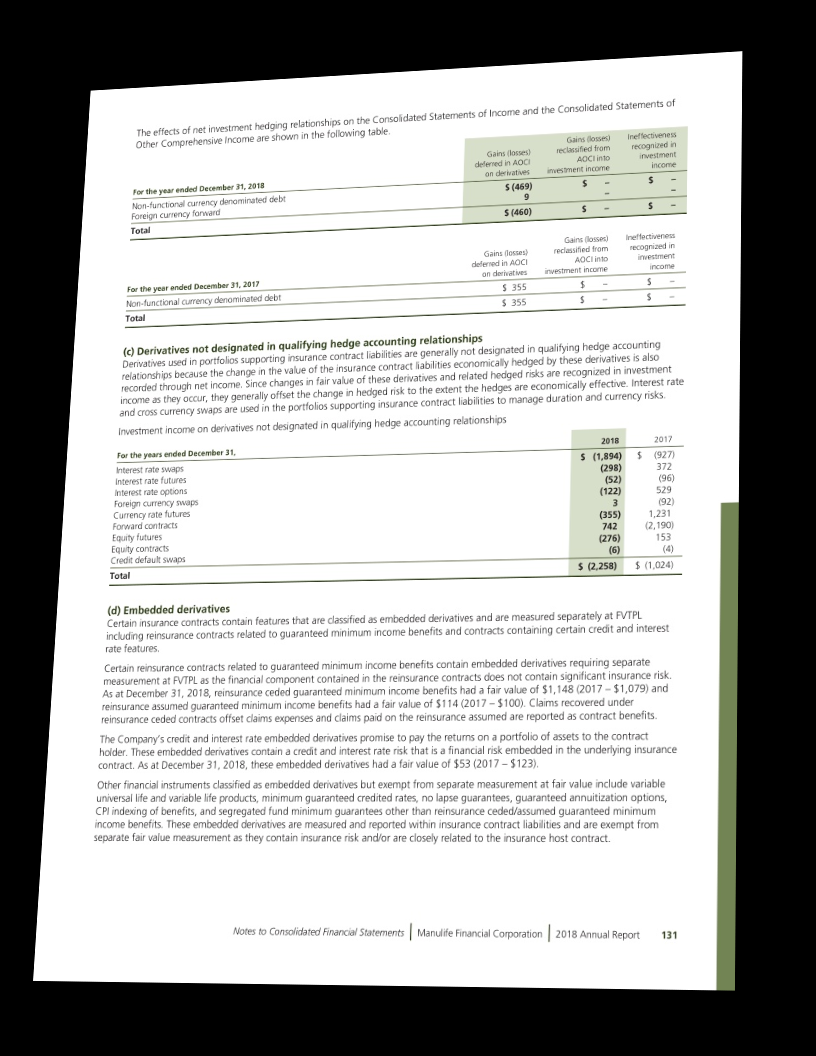 The effects of net investment hedging relationships on the Consolidated Statements of Income and the Consolidated Statements of
Other Comprehensive Income are shown in the following table.
For the year ended December 31, 2018 Gains (losses) deferred in AOCI on derivatives Gains (losses) reclassified from AOCI into investment income Ineffectiveness recognized in investment income
Non-functional currency denominated debt $ (469) $ – $ –
Foreign currency forward 9 – –
Total $ (460) $ – $ –
For the year ended December 31, 2017 Gains (losses) deferred in AOCI on derivatives Gains (losses) reclassified from AOCI into investment income Ineffectiveness recognized in investment income
Non-functional currency denominated debt $ 355 $ – $ –
Total $ 355 $ – $ –
(c) Derivatives not designated in qualifying hedge accounting relationships
Derivatives used in portfolios supporting insurance contract liabilities are generally not designated in qualifying hedge accounting
relationships because the change in the value of the insurance contract liabilities economically hedged by these derivatives is also
recorded through net income. Since changes in fair value of these derivatives and related hedged risks are recognized in investment
income as they occur, they generally offset the change in hedged risk to the extent the hedges are economically effective. Interest rate
and cross currency swaps are used in the portfolios supporting insurance contract liabilities to manage duration and currency risks.
Investment income on derivatives not designated in qualifying hedge accounting relationships
For the years ended December 31, 2018 2017
Interest rate swaps $ (1,894) $ (927)
Interest rate futures (298) 372
Interest rate options (52) (96)
Foreign currency swaps (122) 529
Currency rate futures 3 (92)
Forward contracts (355) 1,231
Equity futures 742 (2,190)
Equity contracts (276) 153
Credit default swaps (6) (4)
Total $ (2,258) $ (1,024)
(d) Embedded derivatives
Certain insurance contracts contain features that are classified as embedded derivatives and are measured separately at FVTPL
including reinsurance contracts related to guaranteed minimum income benefits and contracts containing certain credit and interest
rate features.
Certain reinsurance contracts related to guaranteed minimum income benefits contain embedded derivatives requiring separate
measurement at FVTPL as the financial component contained in the reinsurance contracts does not contain significant insurance risk.
As at December 31, 2018, reinsurance ceded guaranteed minimum income benefits had a fair value of $1,148 (2017 – $1,079) and
reinsurance assumed guaranteed minimum income benefits had a fair value of $114 (2017 – $100). Claims recovered under
reinsurance ceded contracts offset claims expenses and claims paid on the reinsurance assumed are reported as contract benefits.
The Company's credit and interest rate embedded derivatives promise to pay the returns on a portfolio of assets to the contract
holder. These embedded derivatives contain a credit and interest rate risk that is a financial risk embedded in the underlying insurance
contract. As at December 31, 2018, these embedded derivatives had a fair value of $53 (2017 – $123).
Other financial instruments classified as embedded derivatives but exempt from separate measurement at fair value include variable
universal life and variable life products, minimum guaranteed credited rates, no lapse guarantees, guaranteed annuitization options,
CPI indexing of benefits, and segregated fund minimum guarantees other than reinsurance ceded/assumed guaranteed minimum
income benefits. These embedded derivatives are measured and reported within insurance contract liabilities and are exempt from
separate fair value measurement as they contain insurance risk and/or are closely related to the insurance host contract.
Notes to Consolidated Financial Statements | Manulife Financial Corporation | 2018 Annual Report 131